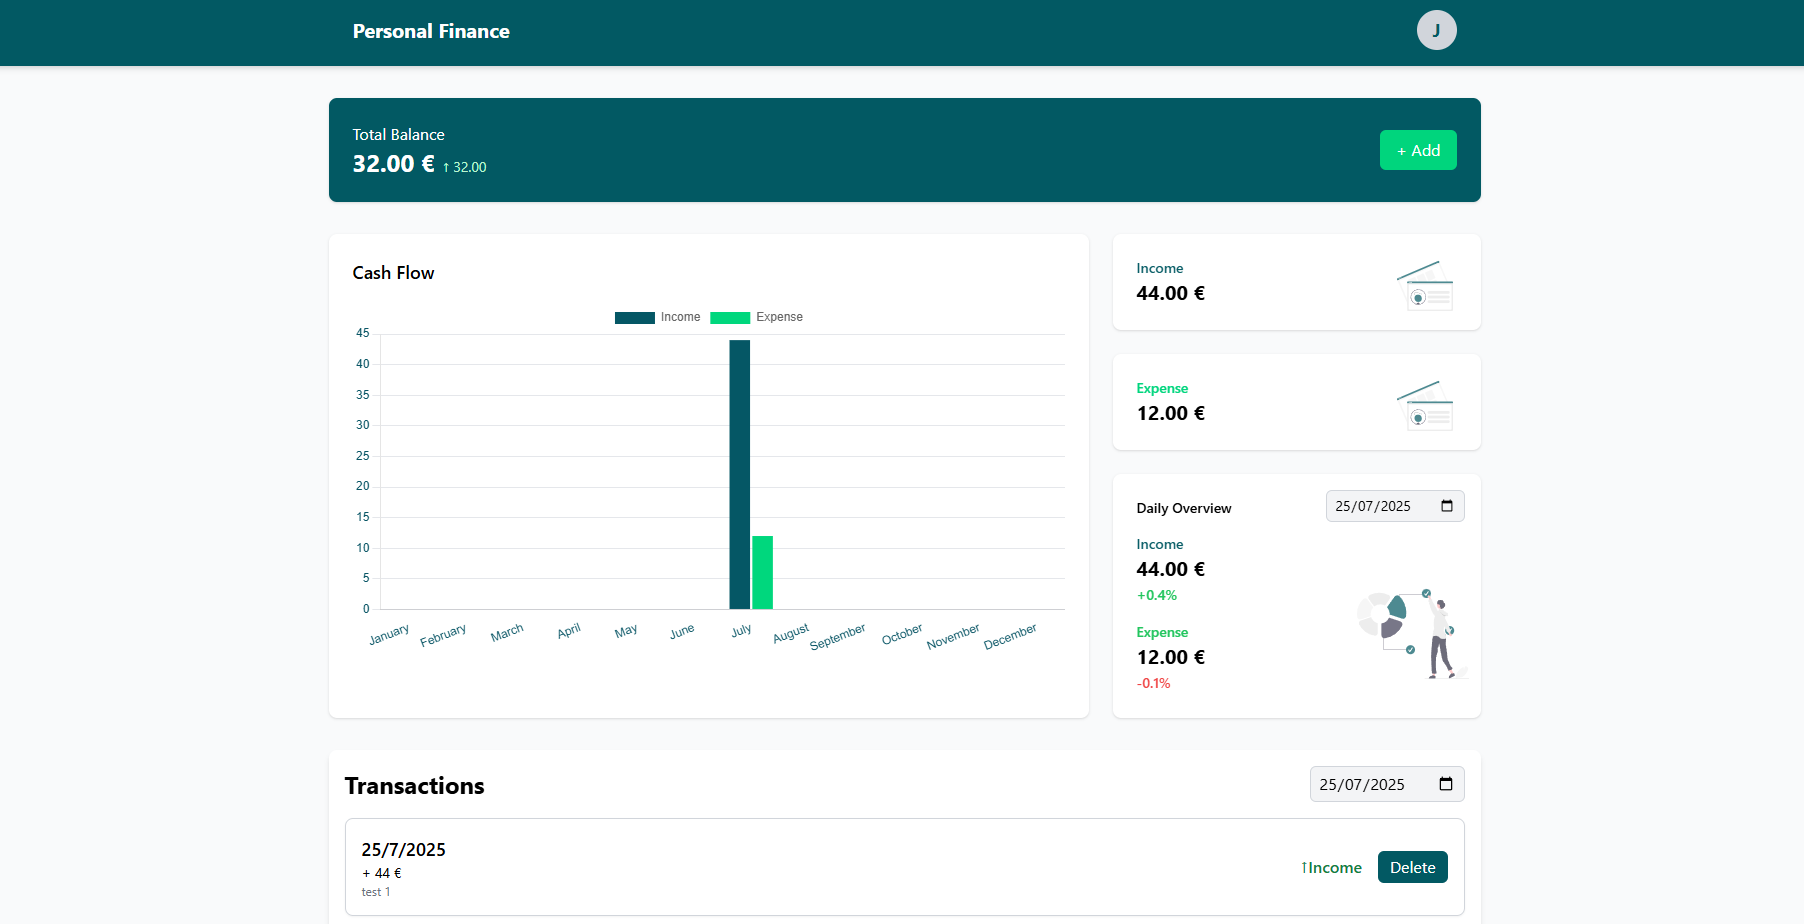 Personal Finance
J
Total Balance
32.00 € ↑ 32.00
+ Add
Cash Flow
Income Expense
45
40
35
30
25
20
15
10
5
0
January February March April May June July August September October November December
Income
44.00 €
Expense
12.00 €
Daily Overview 25/07/2025
Income
44.00 €
+0.4%
Expense
12.00 €
-0.1%
Transactions 25/07/2025
25/7/2025
+ 44 €
test 1
↑Income Delete